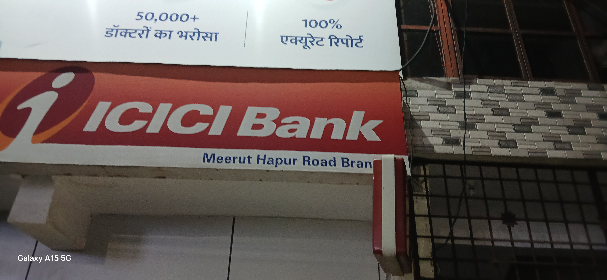 50,000+
डॉक्टरों का भरोसा
100%
एक्यूरेट रिपोर्ट
i ICICI Bank
Meerut Hapur Road Bran
Galaxy A15 5G